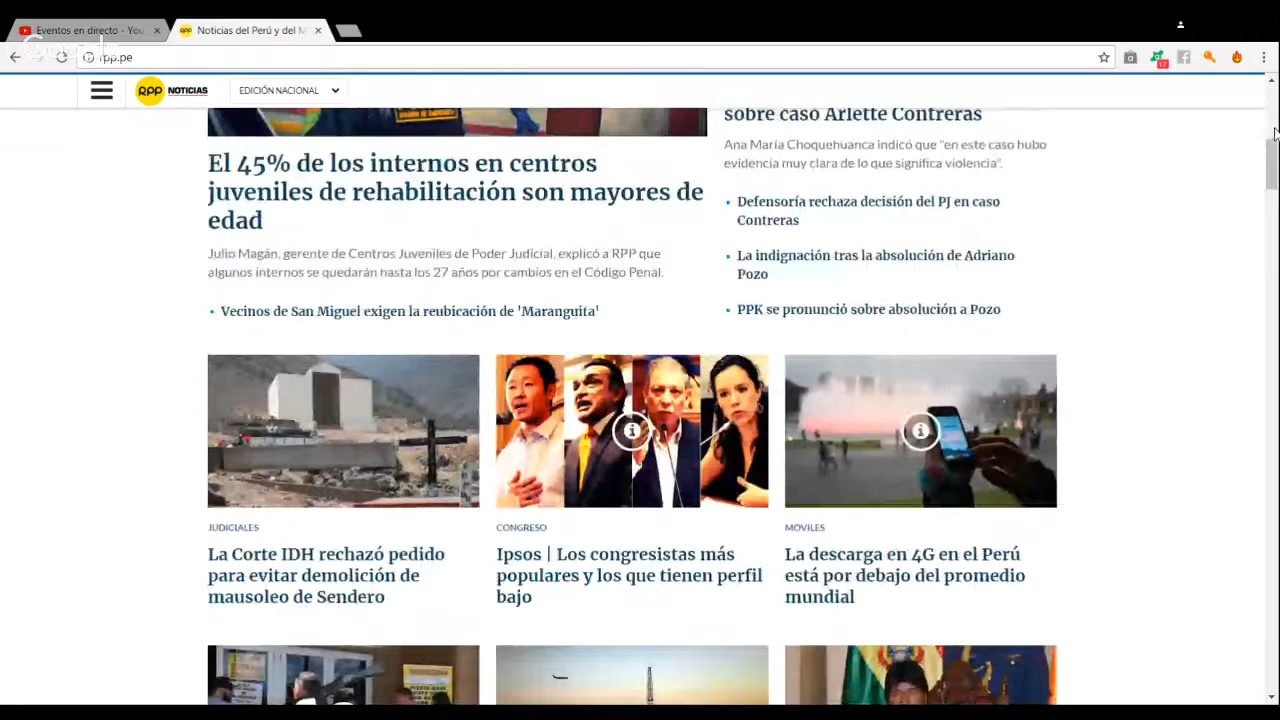 Eventos en directo - You
Noticias del Perú y del M
Google
rpp.pe
17
RPP NOTICIAS
EDICIÓN NACIONAL
El 45% de los internos en centros
juveniles de rehabilitación son mayores de
edad
Julio Magán, gerente de Centros Juveniles de Poder Judicial, explicó a RPP que
algunos internos se quedarán hasta los 27 años por cambios en el Código Penal.
Vecinos de San Miguel exigen la reubicación de 'Maranguita'
sobre caso Arlette Contreras
Ana María Choquehuanca indicó que "en este caso hubo
evidencia muy clara de lo que significa violencia".
Defensoría rechaza decisión del PJ en caso
Contreras
La indignación tras la absolución de Adriano
Pozo
PPK se pronunció sobre absolución a Pozo
JUDICIALES
La Corte IDH rechazó pedido
para evitar demolición de
mausoleo de Sendero
CONGRESO
Ipsos | Los congresistas más
populares y los que tienen perfil
bajo
MÓVILES
La descarga en 4G en el Perú
está por debajo del promedio
mundial